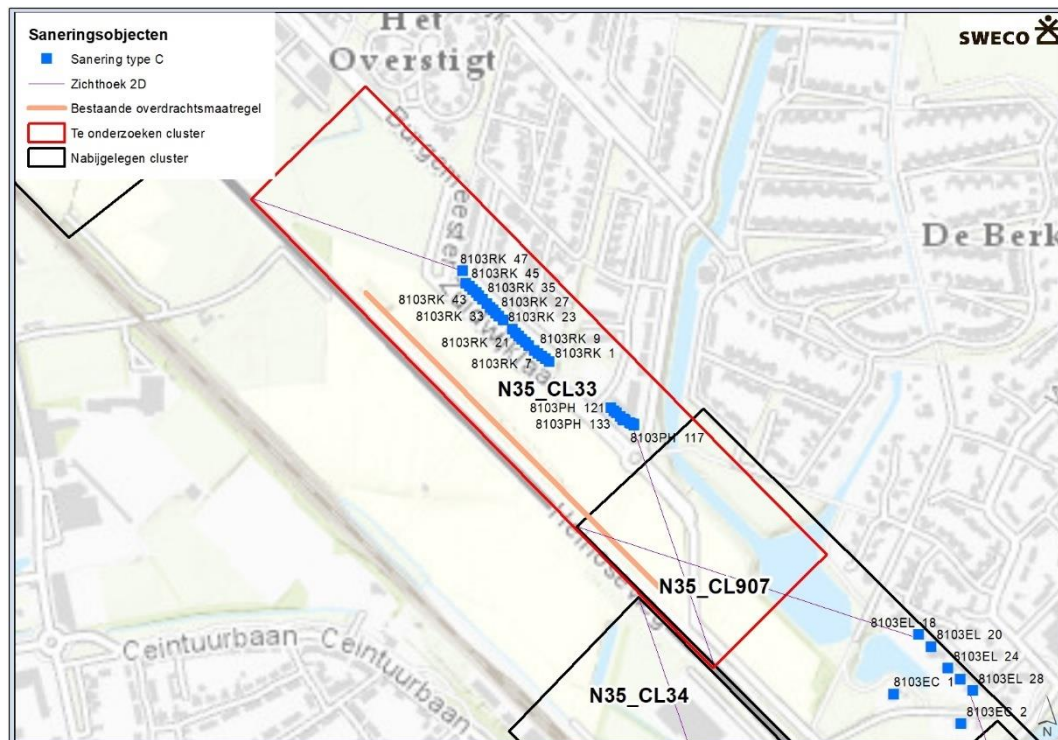 Saneringsobjecten
Sanering type C
Zichthoek 2D
Bestaande overdrachtsmaatregel
Te onderzoeken cluster
Nabijgelegen cluster
Het
Overstigt
SWECO
De Berk
8103RK 47
8103RK 45
8103RK 35
8103RK 43
8103RK 27
8103RK 33
8103RK 23
8103RK 21
8103RK 9
8103RK 1
8103RK 7
N35_CL33
8103PH 121
8103PH 133
8103PH 117
N35_CL907
N35_CL34
Ceintuurbaan
Ceintuurbaan
8103EL 18
8103EL 20
8103EL 24
8103EC 1
8103EL 28
8103EC 2
N